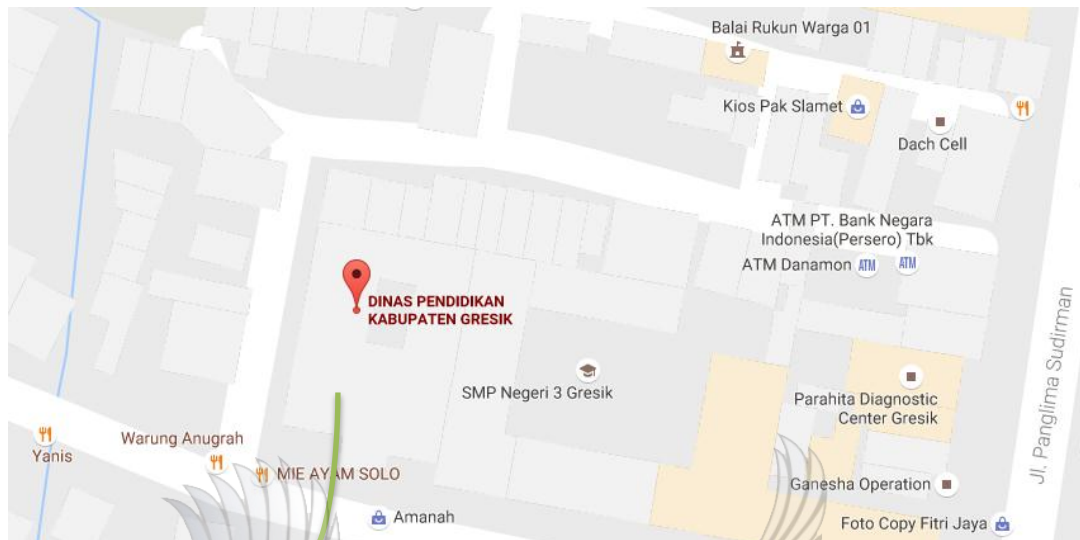 Balai Rukun Warga 01
Kios Pak Slamet
Dach Cell
ATM PT. Bank Negara
Indonesia(Persero) Tbk
ATM Danamon ATM ATM
DINAS PENDIDIKAN
KABUPATEN GRESIK
SMP Negeri 3 Gresik
Parahita Diagnostic
Center Gresik
Jl. Panglima Sudirman
Warung Anugrah
Yanis
MIE AYAM SOLO
Ganesha Operation
Amanah
Foto Copy Fitri Jaya